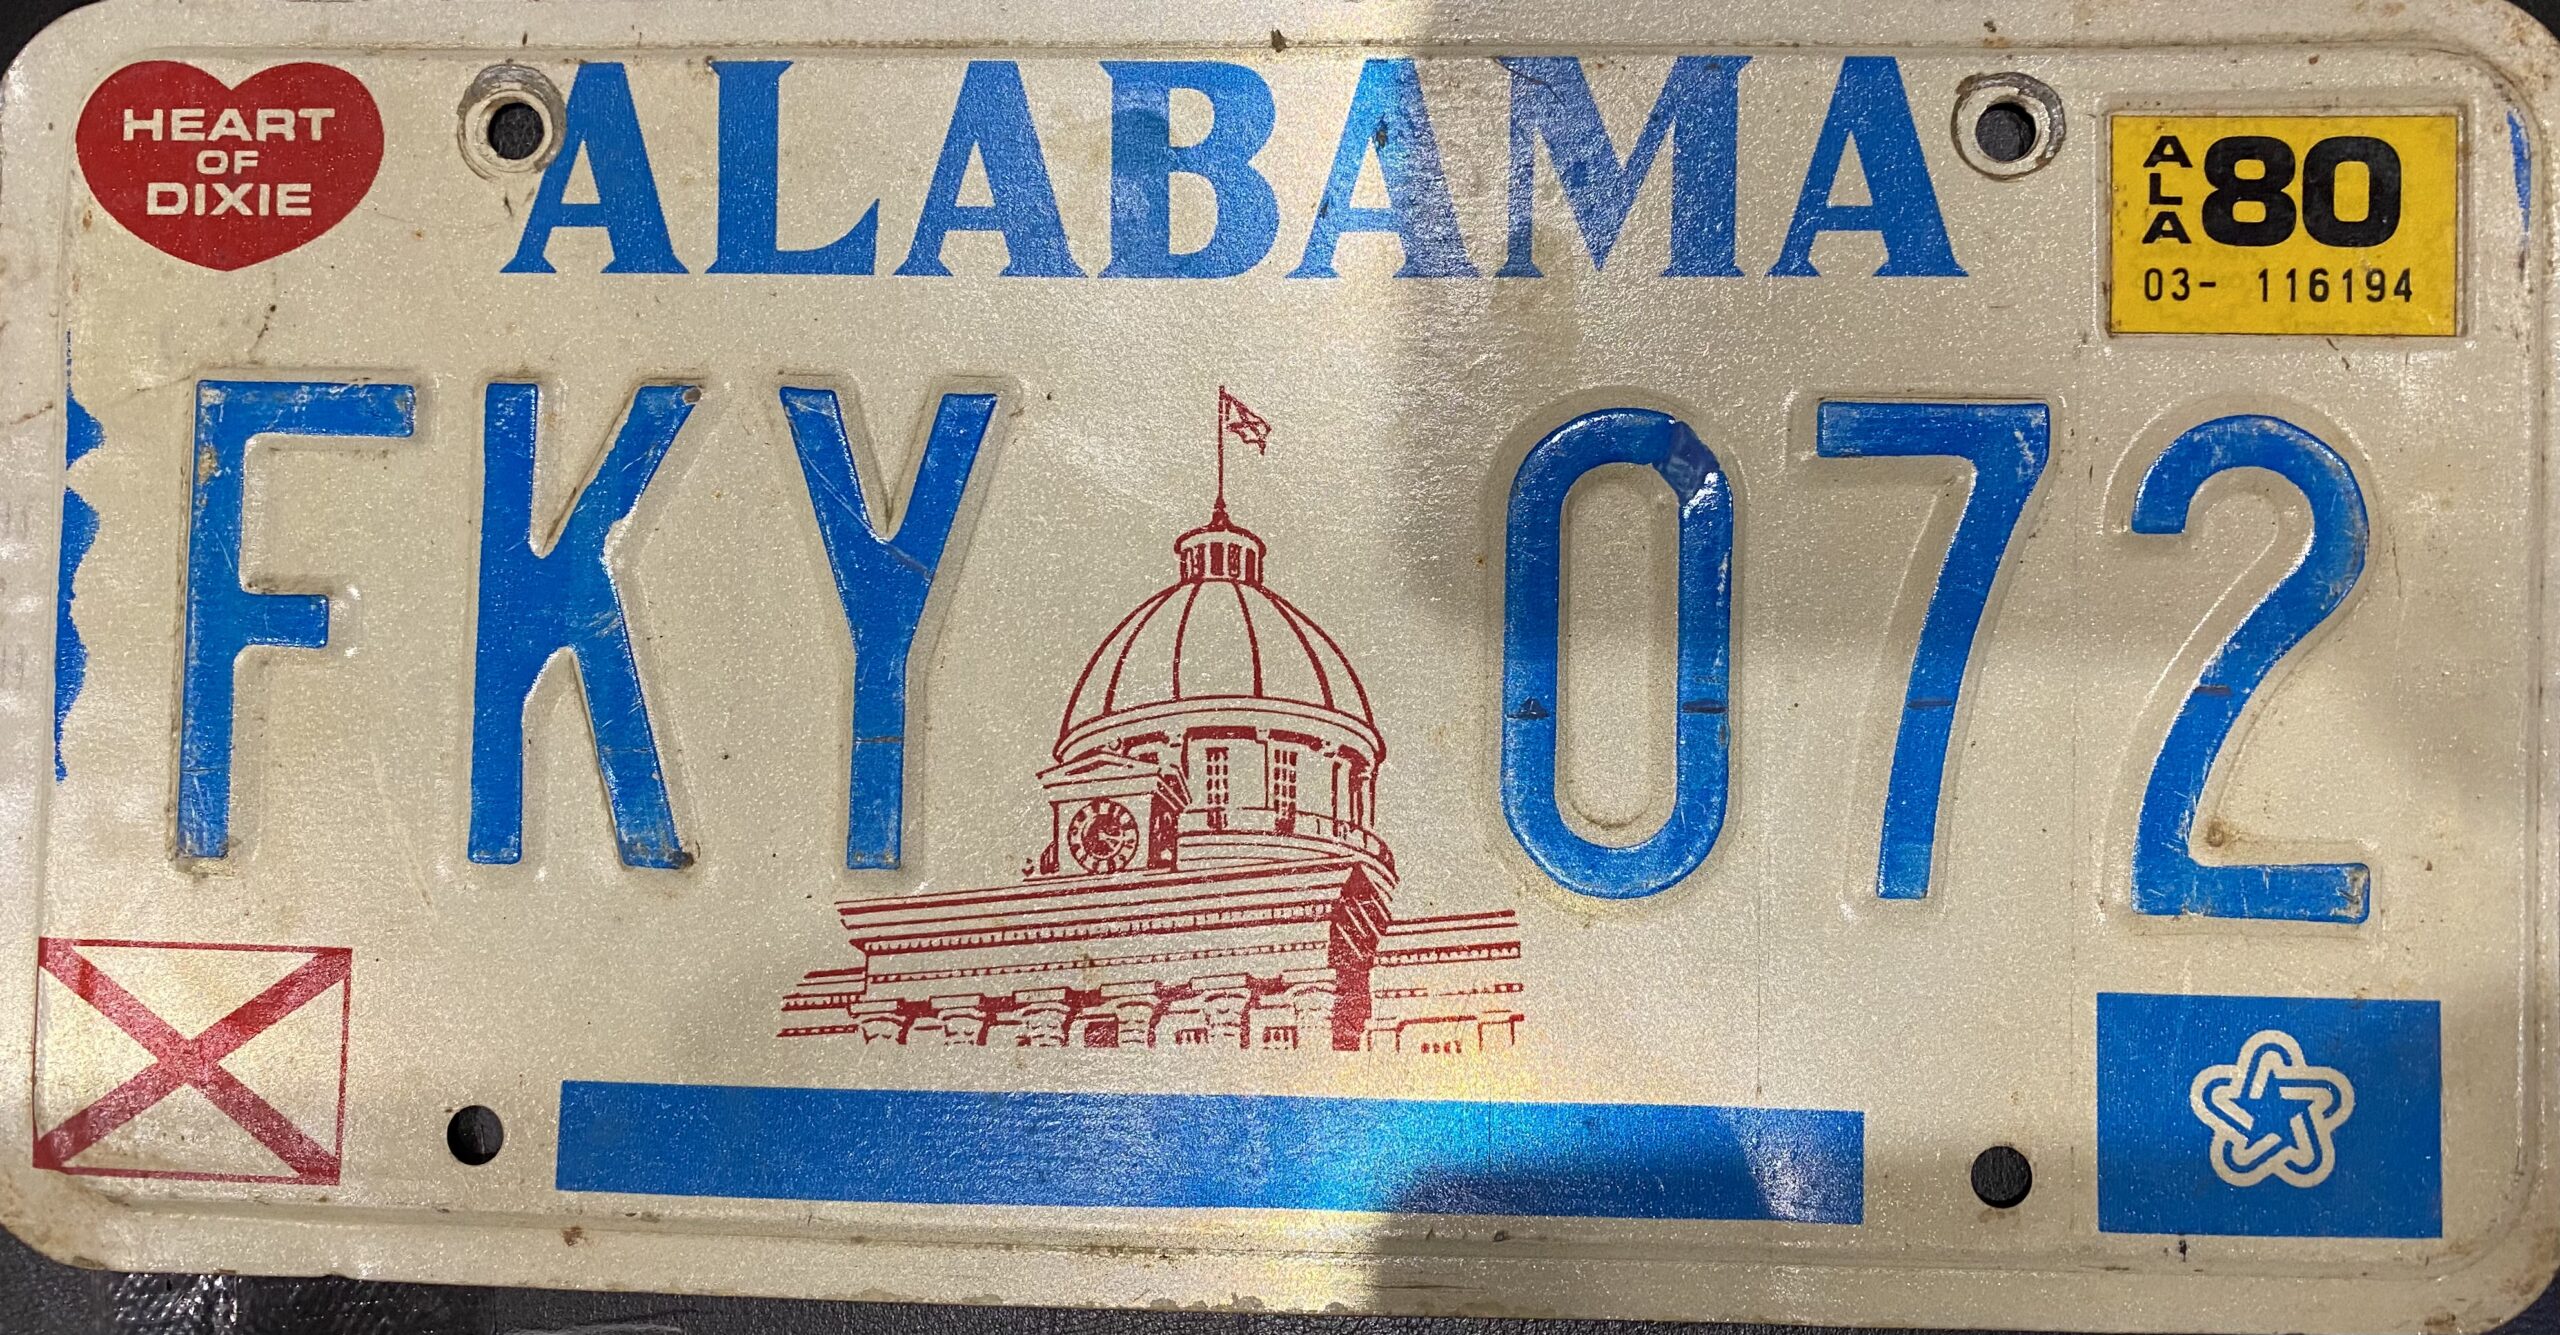 HEART
OF
DIXIE
ALABAMA
ALA 80
03- 116194
FKY 072